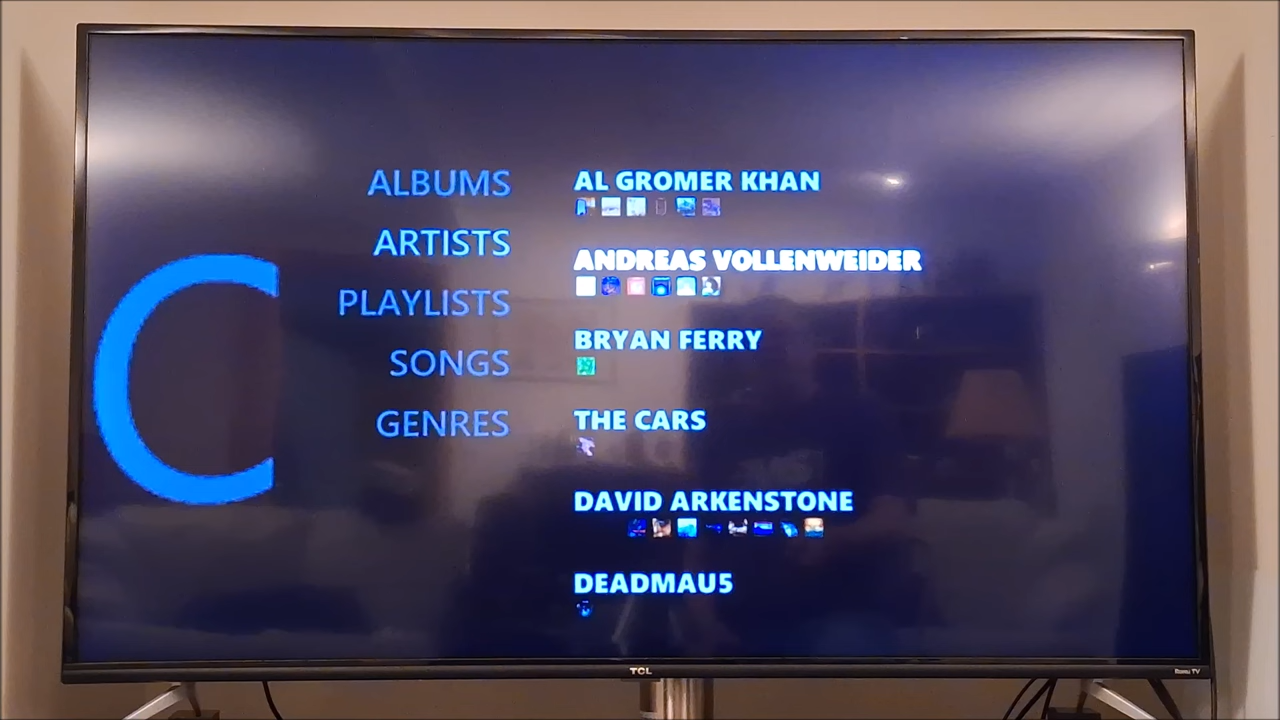 C
ALBUMS
ARTISTS
PLAYLISTS
SONGS
GENRES
AL GROMER KHAN
ANDREAS VOLLENWEIDER
BRYAN FERRY
THE CARS
DAVID ARKENSTONE
DEADMAU5
TCL
Roku TV